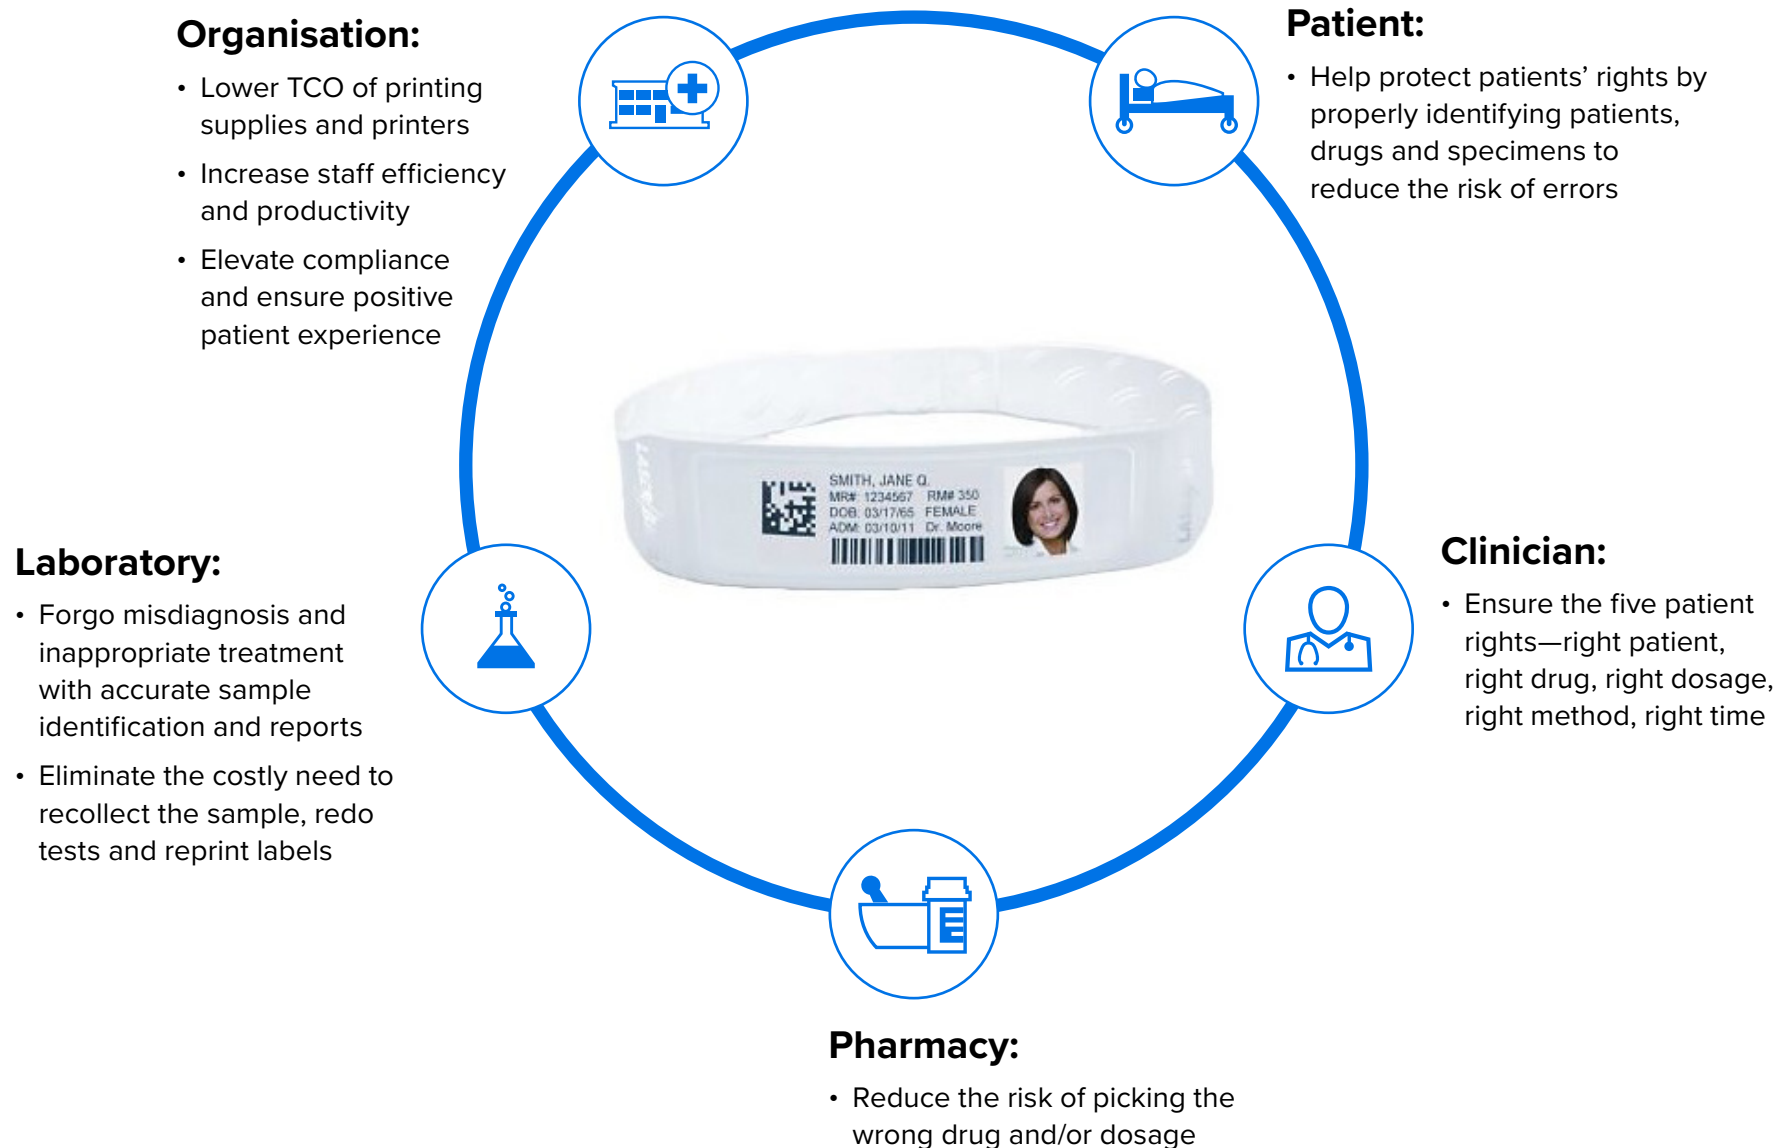 Organisation:
• Lower TCO of printing
supplies and printers
• Increase staff efficiency
and productivity
• Elevate compliance
and ensure positive
patient experience
Patient:
• Help protect patients’ rights by
properly identifying patients,
drugs and specimens to
reduce the risk of errors
SMITH, JANE Q.
MR#: 1234567 RM# 350
DOB: 03/17/65 FEMALE
ADM: 03/10/11 Dr. Moore
Laboratory:
• Forgo misdiagnosis and
inappropriate treatment
with accurate sample
identification and reports
• Eliminate the costly need to
recollect the sample, redo
tests and reprint labels
Clinician:
• Ensure the five patient
rights—right patient,
right drug, right dosage,
right method, right time
Pharmacy:
• Reduce the risk of picking the
wrong drug and/or dosage